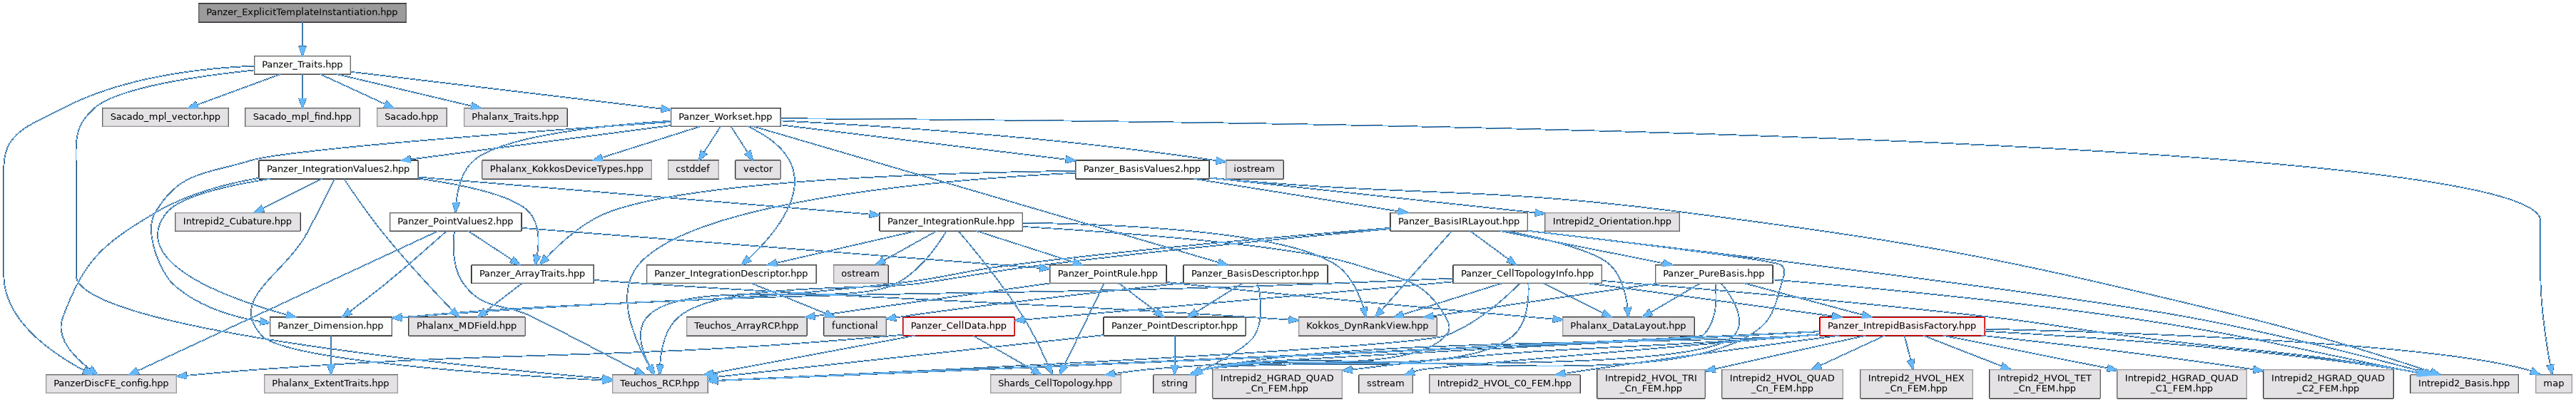 Panzer_ExplicitTemplateInstantiation.hpp
Panzer_Traits.hpp
Sacado_mpl_vector.hpp
Sacado_mpl_find.hpp
Sacado.hpp
Phalanx_Traits.hpp
Panzer_Workset.hpp
Panzer_IntegrationValues2.hpp
Phalanx_KokkosDeviceTypes.hpp
cstddef
vector
Panzer_BasisValues2.hpp
iostream
Intrepid2_Cubature.hpp
Panzer_PointValues2.hpp
Panzer_IntegrationRule.hpp
Panzer_BasisIRLayout.hpp
Intrepid2_Orientation.hpp
Panzer_ArrayTraits.hpp
Panzer_IntegrationDescriptor.hpp
ostream
Panzer_PointRule.hpp
Panzer_BasisDescriptor.hpp
Panzer_CellTopologyInfo.hpp
Panzer_PureBasis.hpp
Panzer_Dimension.hpp
Phalanx_MDField.hpp
Teuchos_ArrayRCP.hpp
functional
Panzer_CellData.hpp
Panzer_PointDescriptor.hpp
Kokkos_DynRankView.hpp
Phalanx_DataLayout.hpp
Panzer_IntrepidBasisFactory.hpp
PanzerDiscFE_config.hpp
Phalanx_ExtentTraits.hpp
Teuchos_RCP.hpp
Shards_CellTopology.hpp
string
Intrepid2_HGRAD_QUAD
_Cn_FEM.hpp
sstream
Intrepid2_HVOL_C0_FEM.hpp
Intrepid2_HVOL_TRI
_Cn_FEM.hpp
Intrepid2_HVOL_QUAD
_Cn_FEM.hpp
Intrepid2_HVOL_HEX
_Cn_FEM.hpp
Intrepid2_HVOL_TET
_Cn_FEM.hpp
Intrepid2_HGRAD_QUAD
_C1_FEM.hpp
Intrepid2_HGRAD_QUAD
_C2_FEM.hpp
Intrepid2_Basis.hpp
map